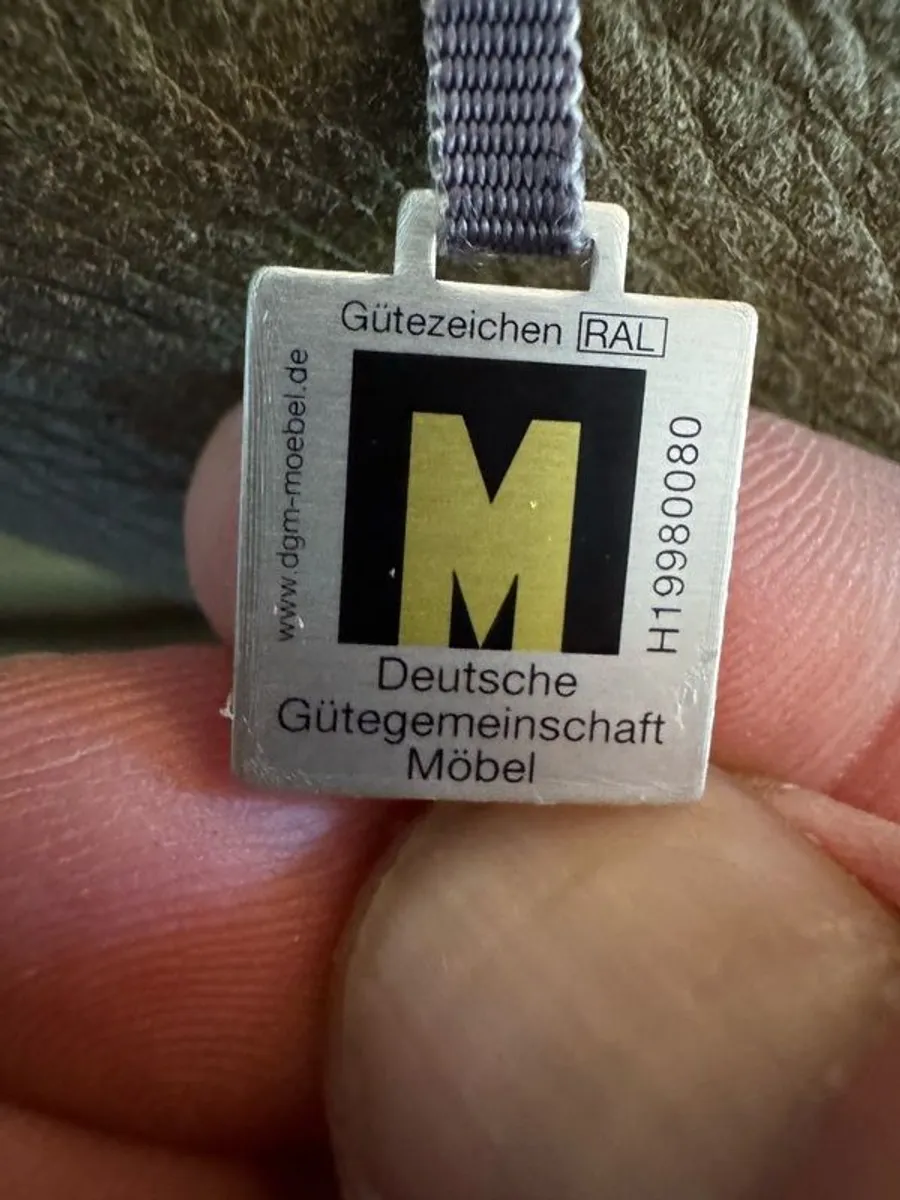 Gütezeichen RAL
www.dgm-moebel.de
M
H19980080
Deutsche
Gütegemeinschaft
Möbel